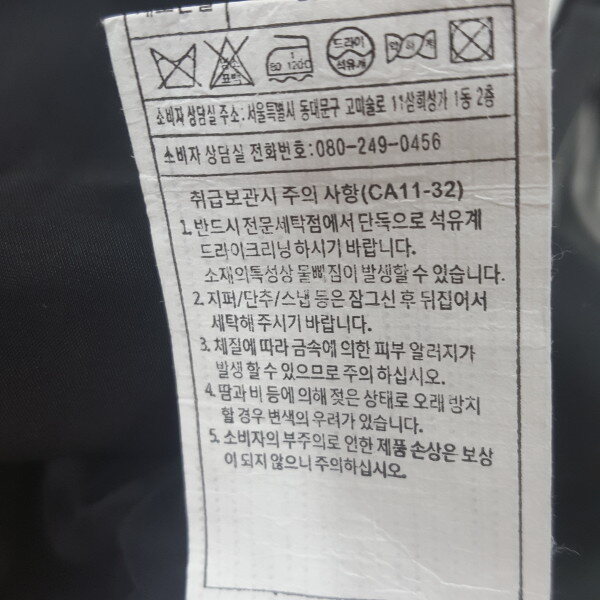 염소
표백
1
80~120℃
드라이
석유계
약하게
소비자 상담실 주소: 서울특별시 동대문구 고미술로 11삼희상가 1동 2층
소비자 상담실 전화번호: 080-249-0456
취급보관시 주의 사항(CA11-32)
1. 반드시 전문세탁점에서 단독으로 석유계
드라이크리닝 하시기 바랍니다.
소재의특성상 물빠짐이 발생할 수 있습니다.
2. 지퍼/단추/스냅 등은 잠그신 후 뒤집어서
세탁해 주시기 바랍니다.
3. 체질에 따라 금속에 의한 피부 알러지가
발생할 수 있으므로 주의 하십시오.
4. 땀과 비 등에 의해 젖은 상태로 오래 방치
할 경우 변색의 우려가 있습니다.
5. 소비자의 부주의로 인한 제품 손상은 보상
이 되지 않으니 주의하십시오.